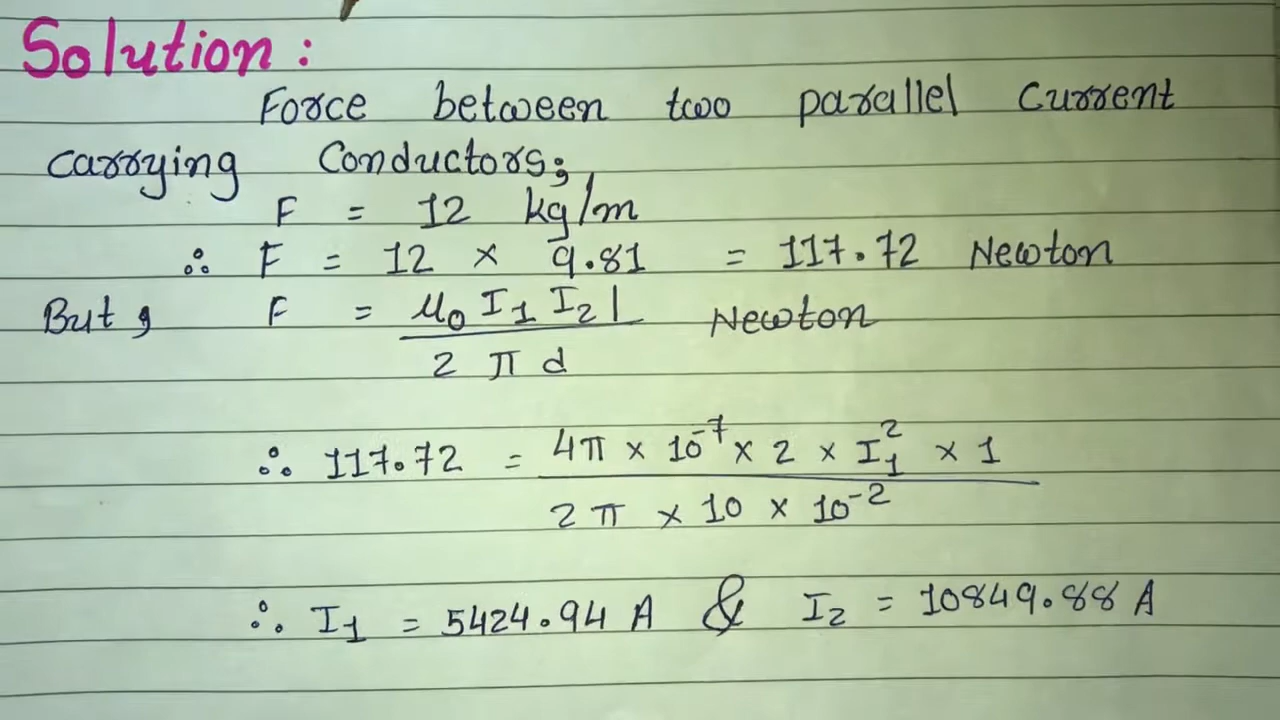 Solution :
Force between two parallel current
carrying Conductors;
F = 12 kg/m
∴ F = 12 × 9.81 = 117.72 Newton
But, F = μ₀ I₁ I₂ l / 2 π d Newton
∴ 117.72 = 4π × 10⁻⁷ × 2 × I₁² × 1 / 2 π × 10 × 10⁻²
∴ I₁ = 5424.94 A & I₂ = 10849.88 A